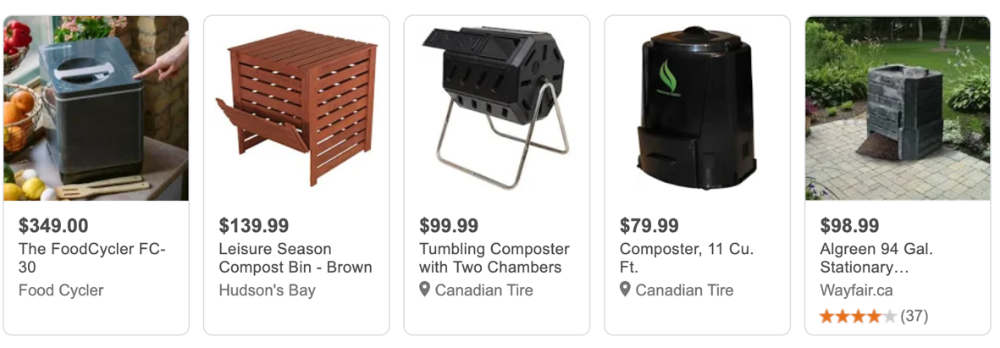 $349.00
The FoodCycler FC-
30
Food Cycler
$139.99
Leisure Season
Compost Bin - Brown
Hudson's Bay
$99.99
Tumbling Composter
with Two Chambers
Canadian Tire
$79.99
Composter, 11 Cu.
Ft.
Canadian Tire
$98.99
Algreen 94 Gal.
Stationary...
Wayfair.ca
(37)